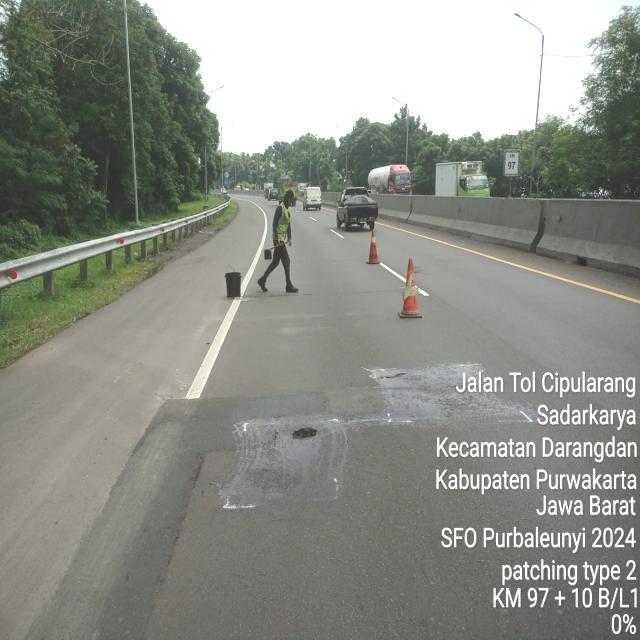 KM
97
Jalan Tol Cipularang
Sadarkarya
Kecamatan Darangdan
Kabupaten Purwakarta
Jawa Barat
SFO Purbaleunyi 2024
patching type 2
KM 97 + 10 B/L1
0%